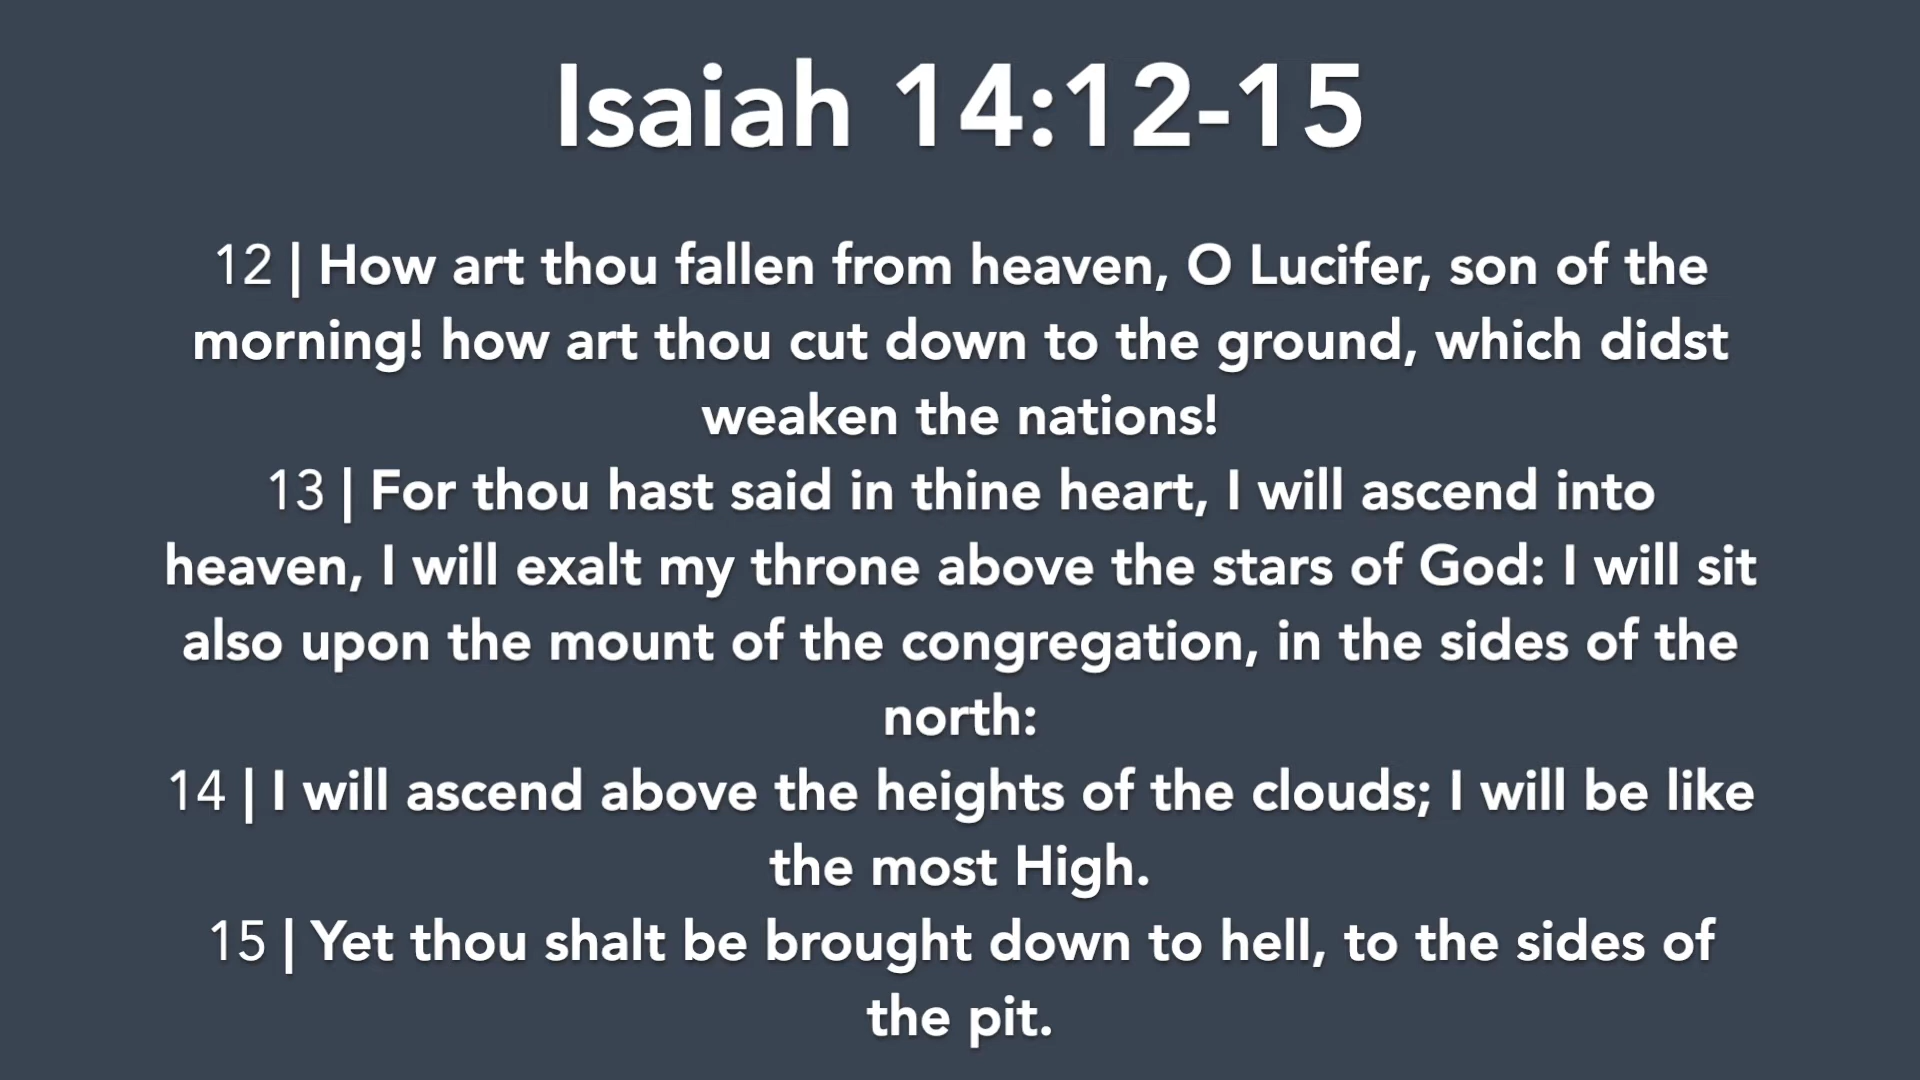 Isaiah 14:12-15
12 | How art thou fallen from heaven, O Lucifer, son of the
morning! how art thou cut down to the ground, which didst
weaken the nations!
13 | For thou hast said in thine heart, I will ascend into
heaven, I will exalt my throne above the stars of God: I will sit
also upon the mount of the congregation, in the sides of the
north:
14 | I will ascend above the heights of the clouds; I will be like
the most High.
15 | Yet thou shalt be brought down to hell, to the sides of
the pit.